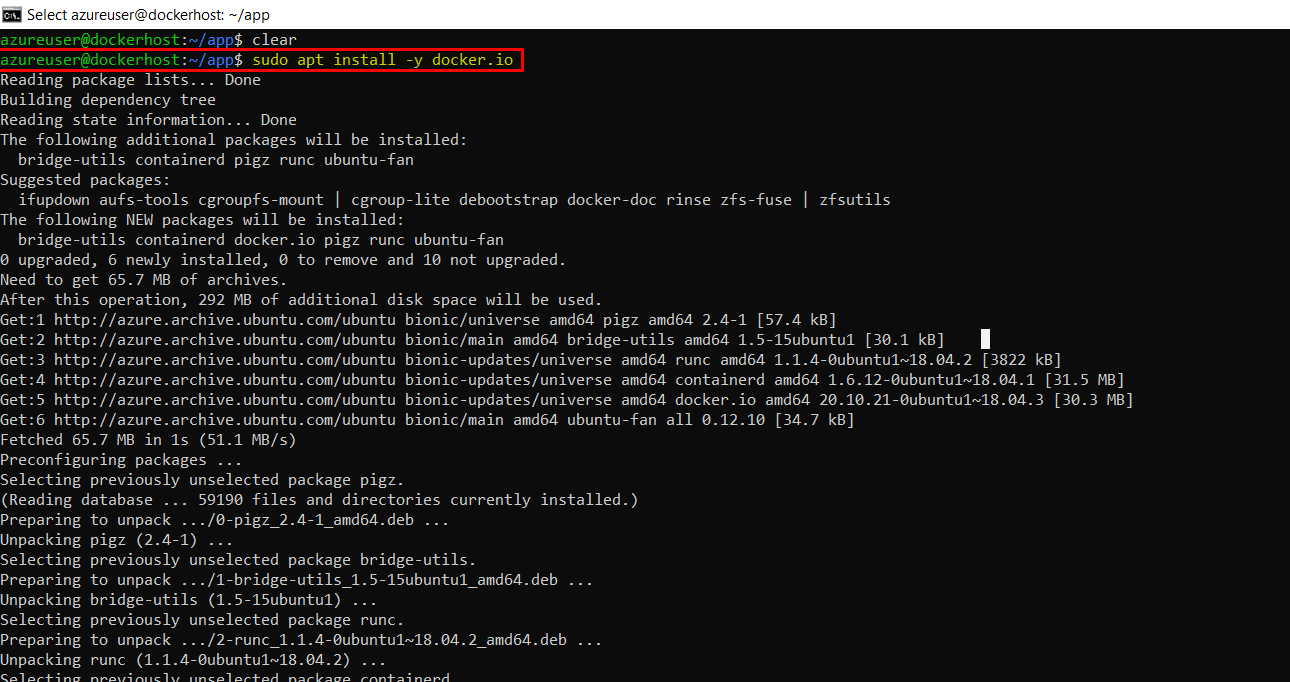 Select azureuser@dockerhost: ~/app
azureuser@dockerhost:~/app$ clear
azureuser@dockerhost:~/app$ sudo apt install -y docker.io
Reading package lists... Done
Building dependency tree
Reading state information... Done
The following additional packages will be installed:
  bridge-utils containerd pigz runc ubuntu-fan
Suggested packages:
  ifupdown aufs-tools cgroupfs-mount | cgroup-lite debootstrap docker-doc rinse zfs-fuse | zfsutils
The following NEW packages will be installed:
  bridge-utils containerd docker.io pigz runc ubuntu-fan
0 upgraded, 6 newly installed, 0 to remove and 10 not upgraded.
Need to get 65.7 MB of archives.
After this operation, 292 MB of additional disk space will be used.
Get:1 http://azure.archive.ubuntu.com/ubuntu bionic/universe amd64 pigz amd64 2.4-1 [57.4 kB]
Get:2 http://azure.archive.ubuntu.com/ubuntu bionic/main amd64 bridge-utils amd64 1.5-15ubuntu1 [30.1 kB]
Get:3 http://azure.archive.ubuntu.com/ubuntu bionic-updates/universe amd64 runc amd64 1.1.4-0ubuntu1~18.04.2 [3822 kB]
Get:4 http://azure.archive.ubuntu.com/ubuntu bionic-updates/universe amd64 containerd amd64 1.6.12-0ubuntu1~18.04.1 [31.5 MB]
Get:5 http://azure.archive.ubuntu.com/ubuntu bionic-updates/universe amd64 docker.io amd64 20.10.21-0ubuntu1~18.04.3 [30.3 MB]
Get:6 http://azure.archive.ubuntu.com/ubuntu bionic/main amd64 ubuntu-fan all 0.12.10 [34.7 kB]
Fetched 65.7 MB in 1s (51.1 MB/s)
Preconfiguring packages ...
Selecting previously unselected package pigz.
(Reading database ... 59190 files and directories currently installed.)
Preparing to unpack .../0-pigz_2.4-1_amd64.deb ...
Unpacking pigz (2.4-1) ...
Selecting previously unselected package bridge-utils.
Preparing to unpack .../1-bridge-utils_1.5-15ubuntu1_amd64.deb ...
Unpacking bridge-utils (1.5-15ubuntu1) ...
Selecting previously unselected package runc.
Preparing to unpack .../2-runc_1.1.4-0ubuntu1~18.04.2_amd64.deb ...
Unpacking runc (1.1.4-0ubuntu1~18.04.2) ...
Selecting previously unselected package containerd.